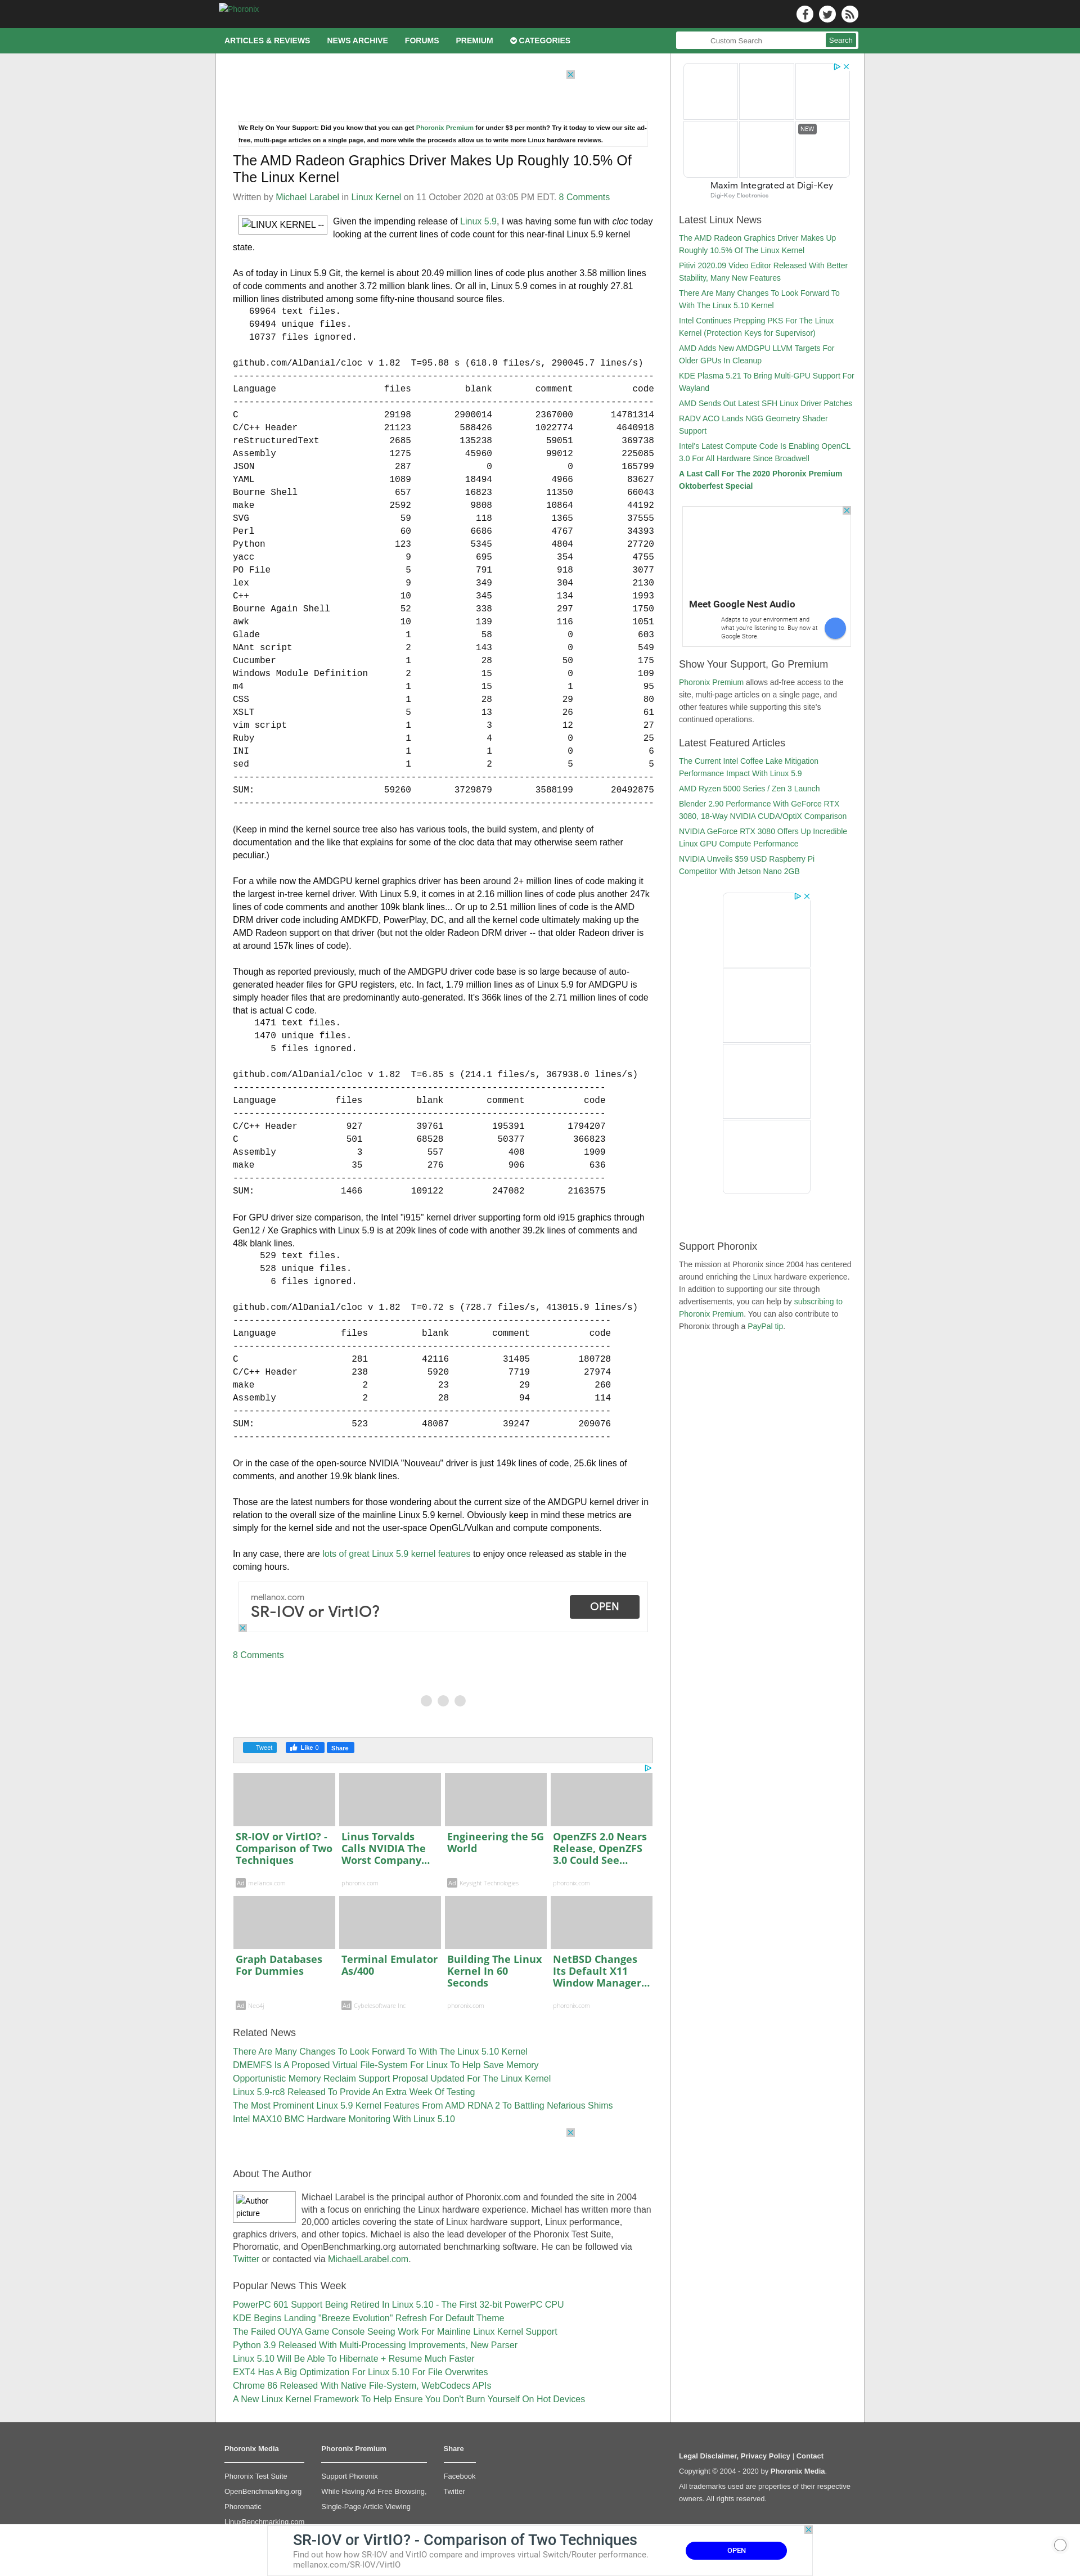 Phoronix
ARTICLES & REVIEWS NEWS ARCHIVE FORUMS PREMIUM CATEGORIES
Custom Search Search
We Rely On Your Support: Did you know that you can get Phoronix Premium for under $3 per month? Try it today to view our site ad-
free, multi-page articles on a single page, and more while the proceeds allow us to write more Linux hardware reviews.
The AMD Radeon Graphics Driver Makes Up Roughly 10.5% Of
The Linux Kernel
Written by Michael Larabel in Linux Kernel on 11 October 2020 at 03:05 PM EDT. 8 Comments
LINUX KERNEL --
Given the impending release of Linux 5.9, I was having some fun with cloc today
looking at the current lines of code count for this near-final Linux 5.9 kernel
state.
As of today in Linux 5.9 Git, the kernel is about 20.49 million lines of code plus another 3.58 million lines
of code comments and another 3.72 million blank lines. Or all in, Linux 5.9 comes in at roughly 27.81
million lines distributed among some fifty-nine thousand source files.
69964 text files.
69494 unique files.
10737 files ignored.
github.com/AlDanial/cloc v 1.82 T=95.88 s (618.0 files/s, 290045.7 lines/s)
------------------------------------------------------------------------------
Language files blank comment code
------------------------------------------------------------------------------
C 29198 2900014 2367000 14781314
C/C++ Header 21123 588426 1022774 4640918
reStructuredText 2685 135238 59051 369738
Assembly 1275 45960 99012 225085
JSON 287 0 0 165799
YAML 1089 18494 4966 83627
Bourne Shell 657 16823 11350 66043
make 2592 9808 10864 44192
SVG 59 118 1365 37555
Perl 60 6686 4767 34393
Python 123 5345 4804 27720
yacc 9 695 354 4755
PO File 5 791 918 3077
lex 9 349 304 2130
C++ 10 345 134 1993
Bourne Again Shell 52 338 297 1750
awk 10 139 116 1051
Glade 1 58 0 603
NAnt script 2 143 0 549
Cucumber 1 28 50 175
Windows Module Definition 2 15 0 109
m4 1 15 1 95
CSS 1 28 29 80
XSLT 5 13 26 61
vim script 1 3 12 27
Ruby 1 4 0 25
INI 1 1 0 6
sed 1 2 5 5
------------------------------------------------------------------------------
SUM: 59260 3729879 3588199 20492875
------------------------------------------------------------------------------
(Keep in mind the kernel source tree also has various tools, the build system, and plenty of
documentation and the like that explains for some of the cloc data that may otherwise seem rather
peculiar.)
For a while now the AMDGPU kernel graphics driver has been around 2+ million lines of code making it
the largest in-tree kernel driver. With Linux 5.9, it comes in at 2.16 million lines of code plus another 247k
lines of code comments and another 109k blank lines... Or up to 2.51 million lines of code is the AMD
DRM driver code including AMDKFD, PowerPlay, DC, and all the kernel code ultimately making up the
AMD Radeon support on that driver (but not the older Radeon DRM driver -- that older Radeon driver is
at around 157k lines of code).
Though as reported previously, much of the AMDGPU driver code base is so large because of auto-
generated header files for GPU registers, etc. In fact, 1.79 million lines as of Linux 5.9 for AMDGPU is
simply header files that are predominantly auto-generated. It's 366k lines of the 2.71 million lines of code
that is actual C code.
1471 text files.
1470 unique files.
5 files ignored.
github.com/AlDanial/cloc v 1.82 T=6.85 s (214.1 files/s, 367938.0 lines/s)
---------------------------------------------------------------------
Language files blank comment code
---------------------------------------------------------------------
C/C++ Header 927 39761 195391 1794207
C 501 68528 50377 366823
Assembly 3 557 408 1909
make 35 276 906 636
---------------------------------------------------------------------
SUM: 1466 109122 247082 2163575
For GPU driver size comparison, the Intel "i915" kernel driver supporting form old i915 graphics through
Gen12 / Xe Graphics with Linux 5.9 is at 209k lines of code with another 39.2k lines of comments and
48k blank lines.
529 text files.
528 unique files.
6 files ignored.
github.com/AlDanial/cloc v 1.82 T=0.72 s (728.7 files/s, 413015.9 lines/s)
----------------------------------------------------------------------
Language files blank comment code
----------------------------------------------------------------------
C 281 42116 31405 180728
C/C++ Header 238 5920 7719 27974
make 2 23 29 260
Assembly 2 28 94 114
----------------------------------------------------------------------
SUM: 523 48087 39247 209076
----------------------------------------------------------------------
Or in the case of the open-source NVIDIA "Nouveau" driver is just 149k lines of code, 25.6k lines of
comments, and another 19.9k blank lines.
Those are the latest numbers for those wondering about the current size of the AMDGPU kernel driver in
relation to the overall size of the mainline Linux 5.9 kernel. Obviously keep in mind these metrics are
simply for the kernel side and not the user-space OpenGL/Vulkan and compute components.
In any case, there are lots of great Linux 5.9 kernel features to enjoy once released as stable in the
coming hours.
mellanox.com
SR-IOV or VirtIO?
OPEN
8 Comments
Tweet Like 0 Share
SR-IOV or VirtIO? -
Comparison of Two
Techniques
Ad mellanox.com
Linus Torvalds
Calls NVIDIA The
Worst Company...
phoronix.com
Engineering the 5G
World
Ad Keysight Technologies
OpenZFS 2.0 Nears
Release, OpenZFS
3.0 Could See...
phoronix.com
Graph Databases
For Dummies
Ad Neo4j
Terminal Emulator
As/400
Ad Cybelesoftware Inc
Building The Linux
Kernel In 60
Seconds
phoronix.com
NetBSD Changes
Its Default X11
Window Manager...
phoronix.com
Related News
There Are Many Changes To Look Forward To With The Linux 5.10 Kernel
DMEMFS Is A Proposed Virtual File-System For Linux To Help Save Memory
Opportunistic Memory Reclaim Support Proposal Updated For The Linux Kernel
Linux 5.9-rc8 Released To Provide An Extra Week Of Testing
The Most Prominent Linux 5.9 Kernel Features From AMD RDNA 2 To Battling Nefarious Shims
Intel MAX10 BMC Hardware Monitoring With Linux 5.10
About The Author
Author
picture
Michael Larabel is the principal author of Phoronix.com and founded the site in 2004
with a focus on enriching the Linux hardware experience. Michael has written more than
20,000 articles covering the state of Linux hardware support, Linux performance,
graphics drivers, and other topics. Michael is also the lead developer of the Phoronix Test Suite,
Phoromatic, and OpenBenchmarking.org automated benchmarking software. He can be followed via
Twitter or contacted via MichaelLarabel.com.
Popular News This Week
PowerPC 601 Support Being Retired In Linux 5.10 - The First 32-bit PowerPC CPU
KDE Begins Landing "Breeze Evolution" Refresh For Default Theme
The Failed OUYA Game Console Seeing Work For Mainline Linux Kernel Support
Python 3.9 Released With Multi-Processing Improvements, New Parser
Linux 5.10 Will Be Able To Hibernate + Resume Much Faster
EXT4 Has A Big Optimization For Linux 5.10 For File Overwrites
Chrome 86 Released With Native File-System, WebCodecs APIs
A New Linux Kernel Framework To Help Ensure You Don't Burn Yourself On Hot Devices
NEW
Maxim Integrated at Digi-Key
Digi-Key Electronics
Latest Linux News
The AMD Radeon Graphics Driver Makes Up
Roughly 10.5% Of The Linux Kernel
Pitivi 2020.09 Video Editor Released With Better
Stability, Many New Features
There Are Many Changes To Look Forward To
With The Linux 5.10 Kernel
Intel Continues Prepping PKS For The Linux
Kernel (Protection Keys for Supervisor)
AMD Adds New AMDGPU LLVM Targets For
Older GPUs In Cleanup
KDE Plasma 5.21 To Bring Multi-GPU Support For
Wayland
AMD Sends Out Latest SFH Linux Driver Patches
RADV ACO Lands NGG Geometry Shader
Support
Intel's Latest Compute Code Is Enabling OpenCL
3.0 For All Hardware Since Broadwell
A Last Call For The 2020 Phoronix Premium
Oktoberfest Special
Meet Google Nest Audio
Adapts to your environment and
what you're listening to. Buy now at
Google Store.
Show Your Support, Go Premium
Phoronix Premium allows ad-free access to the
site, multi-page articles on a single page, and
other features while supporting this site's
continued operations.
Latest Featured Articles
The Current Intel Coffee Lake Mitigation
Performance Impact With Linux 5.9
AMD Ryzen 5000 Series / Zen 3 Launch
Blender 2.90 Performance With GeForce RTX
3080, 18-Way NVIDIA CUDA/OptiX Comparison
NVIDIA GeForce RTX 3080 Offers Up Incredible
Linux GPU Compute Performance
NVIDIA Unveils $59 USD Raspberry Pi
Competitor With Jetson Nano 2GB
Support Phoronix
The mission at Phoronix since 2004 has centered
around enriching the Linux hardware experience.
In addition to supporting our site through
advertisements, you can help by subscribing to
Phoronix Premium. You can also contribute to
Phoronix through a PayPal tip.
Phoronix Media
Phoronix Test Suite
OpenBenchmarking.org
Phoromatic
LinuxBenchmarking.com
Phoronix Premium
Support Phoronix
While Having Ad-Free Browsing,
Single-Page Article Viewing
Share
Facebook
Twitter
Legal Disclaimer, Privacy Policy | Contact
Copyright © 2004 - 2020 by Phoronix Media.
All trademarks used are properties of their respective
owners. All rights reserved.
SR-IOV or VirtIO? - Comparison of Two Techniques
Find out how how SR-IOV and VirtIO compare and improves virtual Switch/Router performance.
mellanox.com/SR-IOV/VirtIO
OPEN